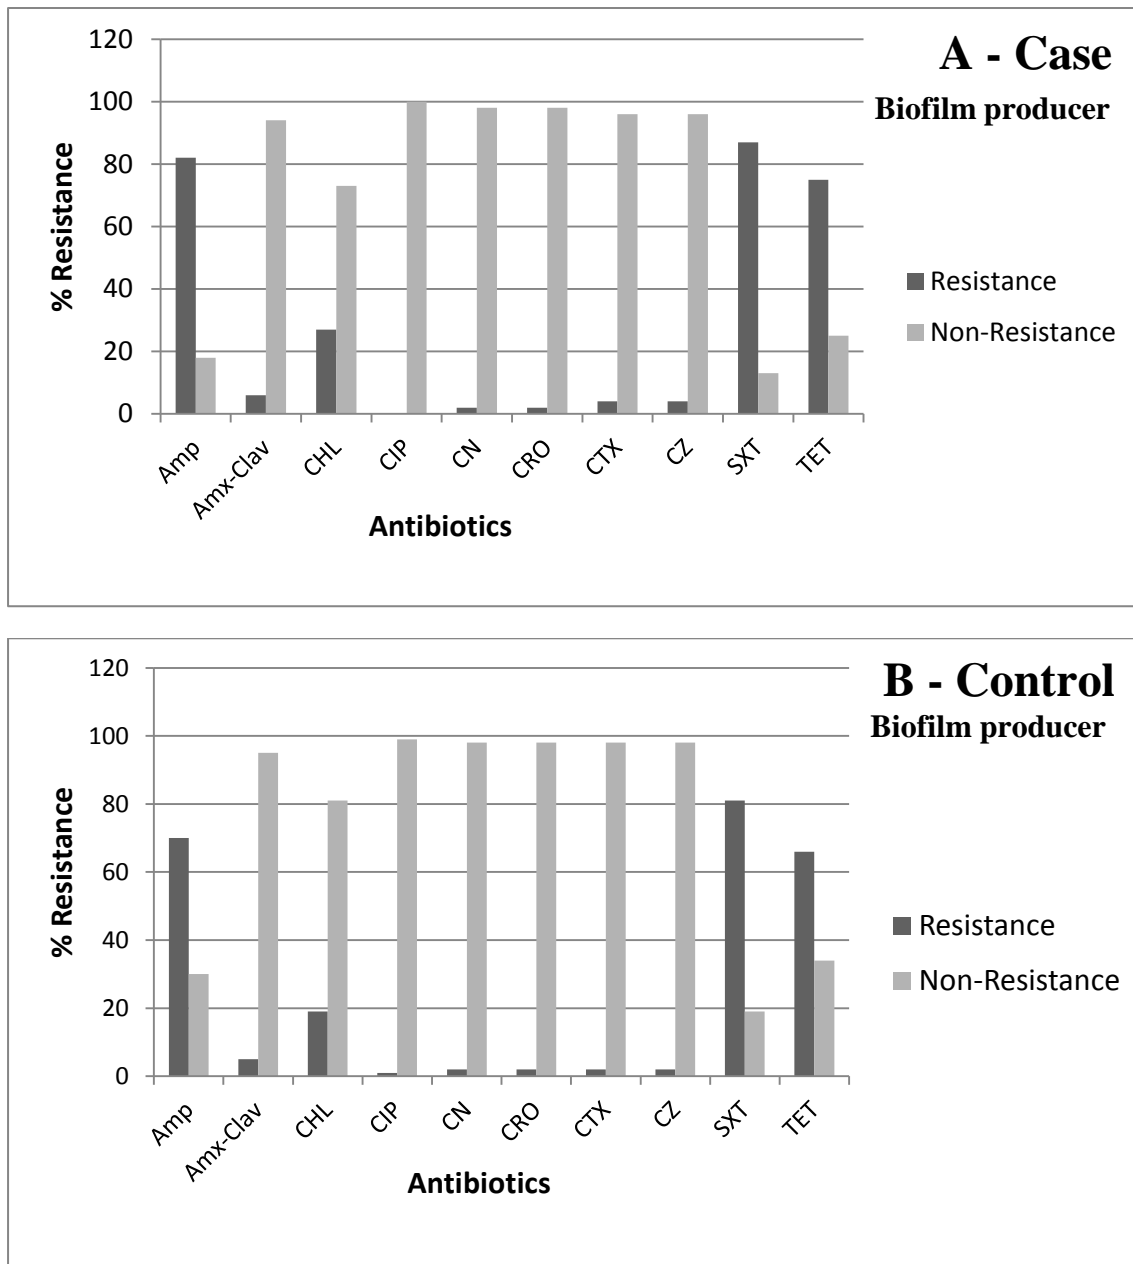 A - Case
Biofilm producer
120
100
80
60
40
20
0
% Resistance
Amp
Amx-Clav
CHL
CIP
CN
CRO
CTX
CZ
SXT
TET
Antibiotics
Resistance
Non-Resistance
B - Control
Biofilm producer
120
100
80
60
40
20
0
% Resistance
Amp
Amx-Clav
CHL
CIP
CN
CRO
CTX
CZ
SXT
TET
Antibiotics
Resistance
Non-Resistance